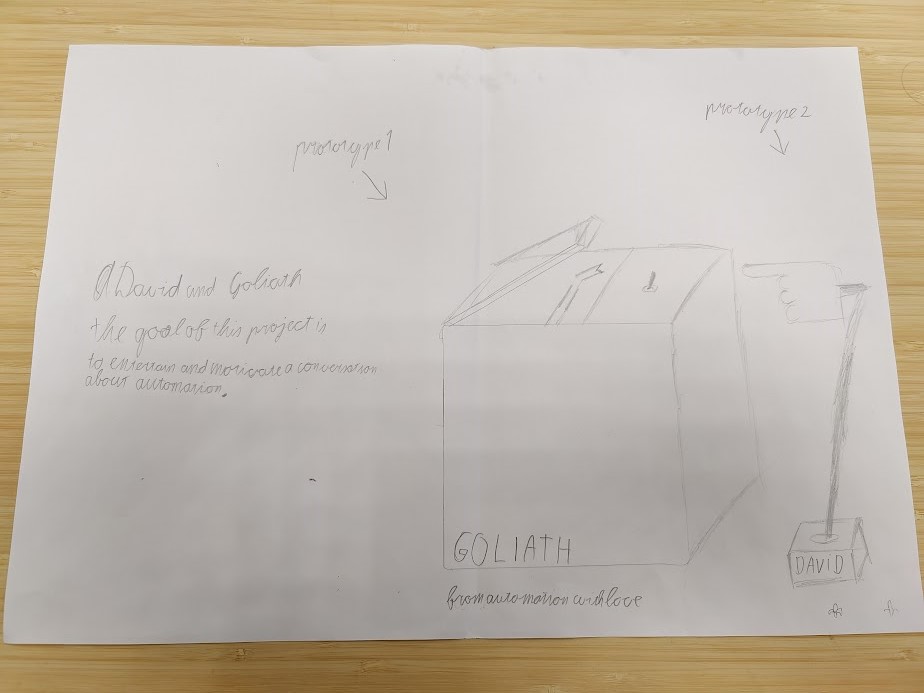 prototype 1
prototype 2
David and Goliath
the goal of this project is
to entertain and motivate a conversation
about automation.
GOLIATH
DAVID
from automation with love